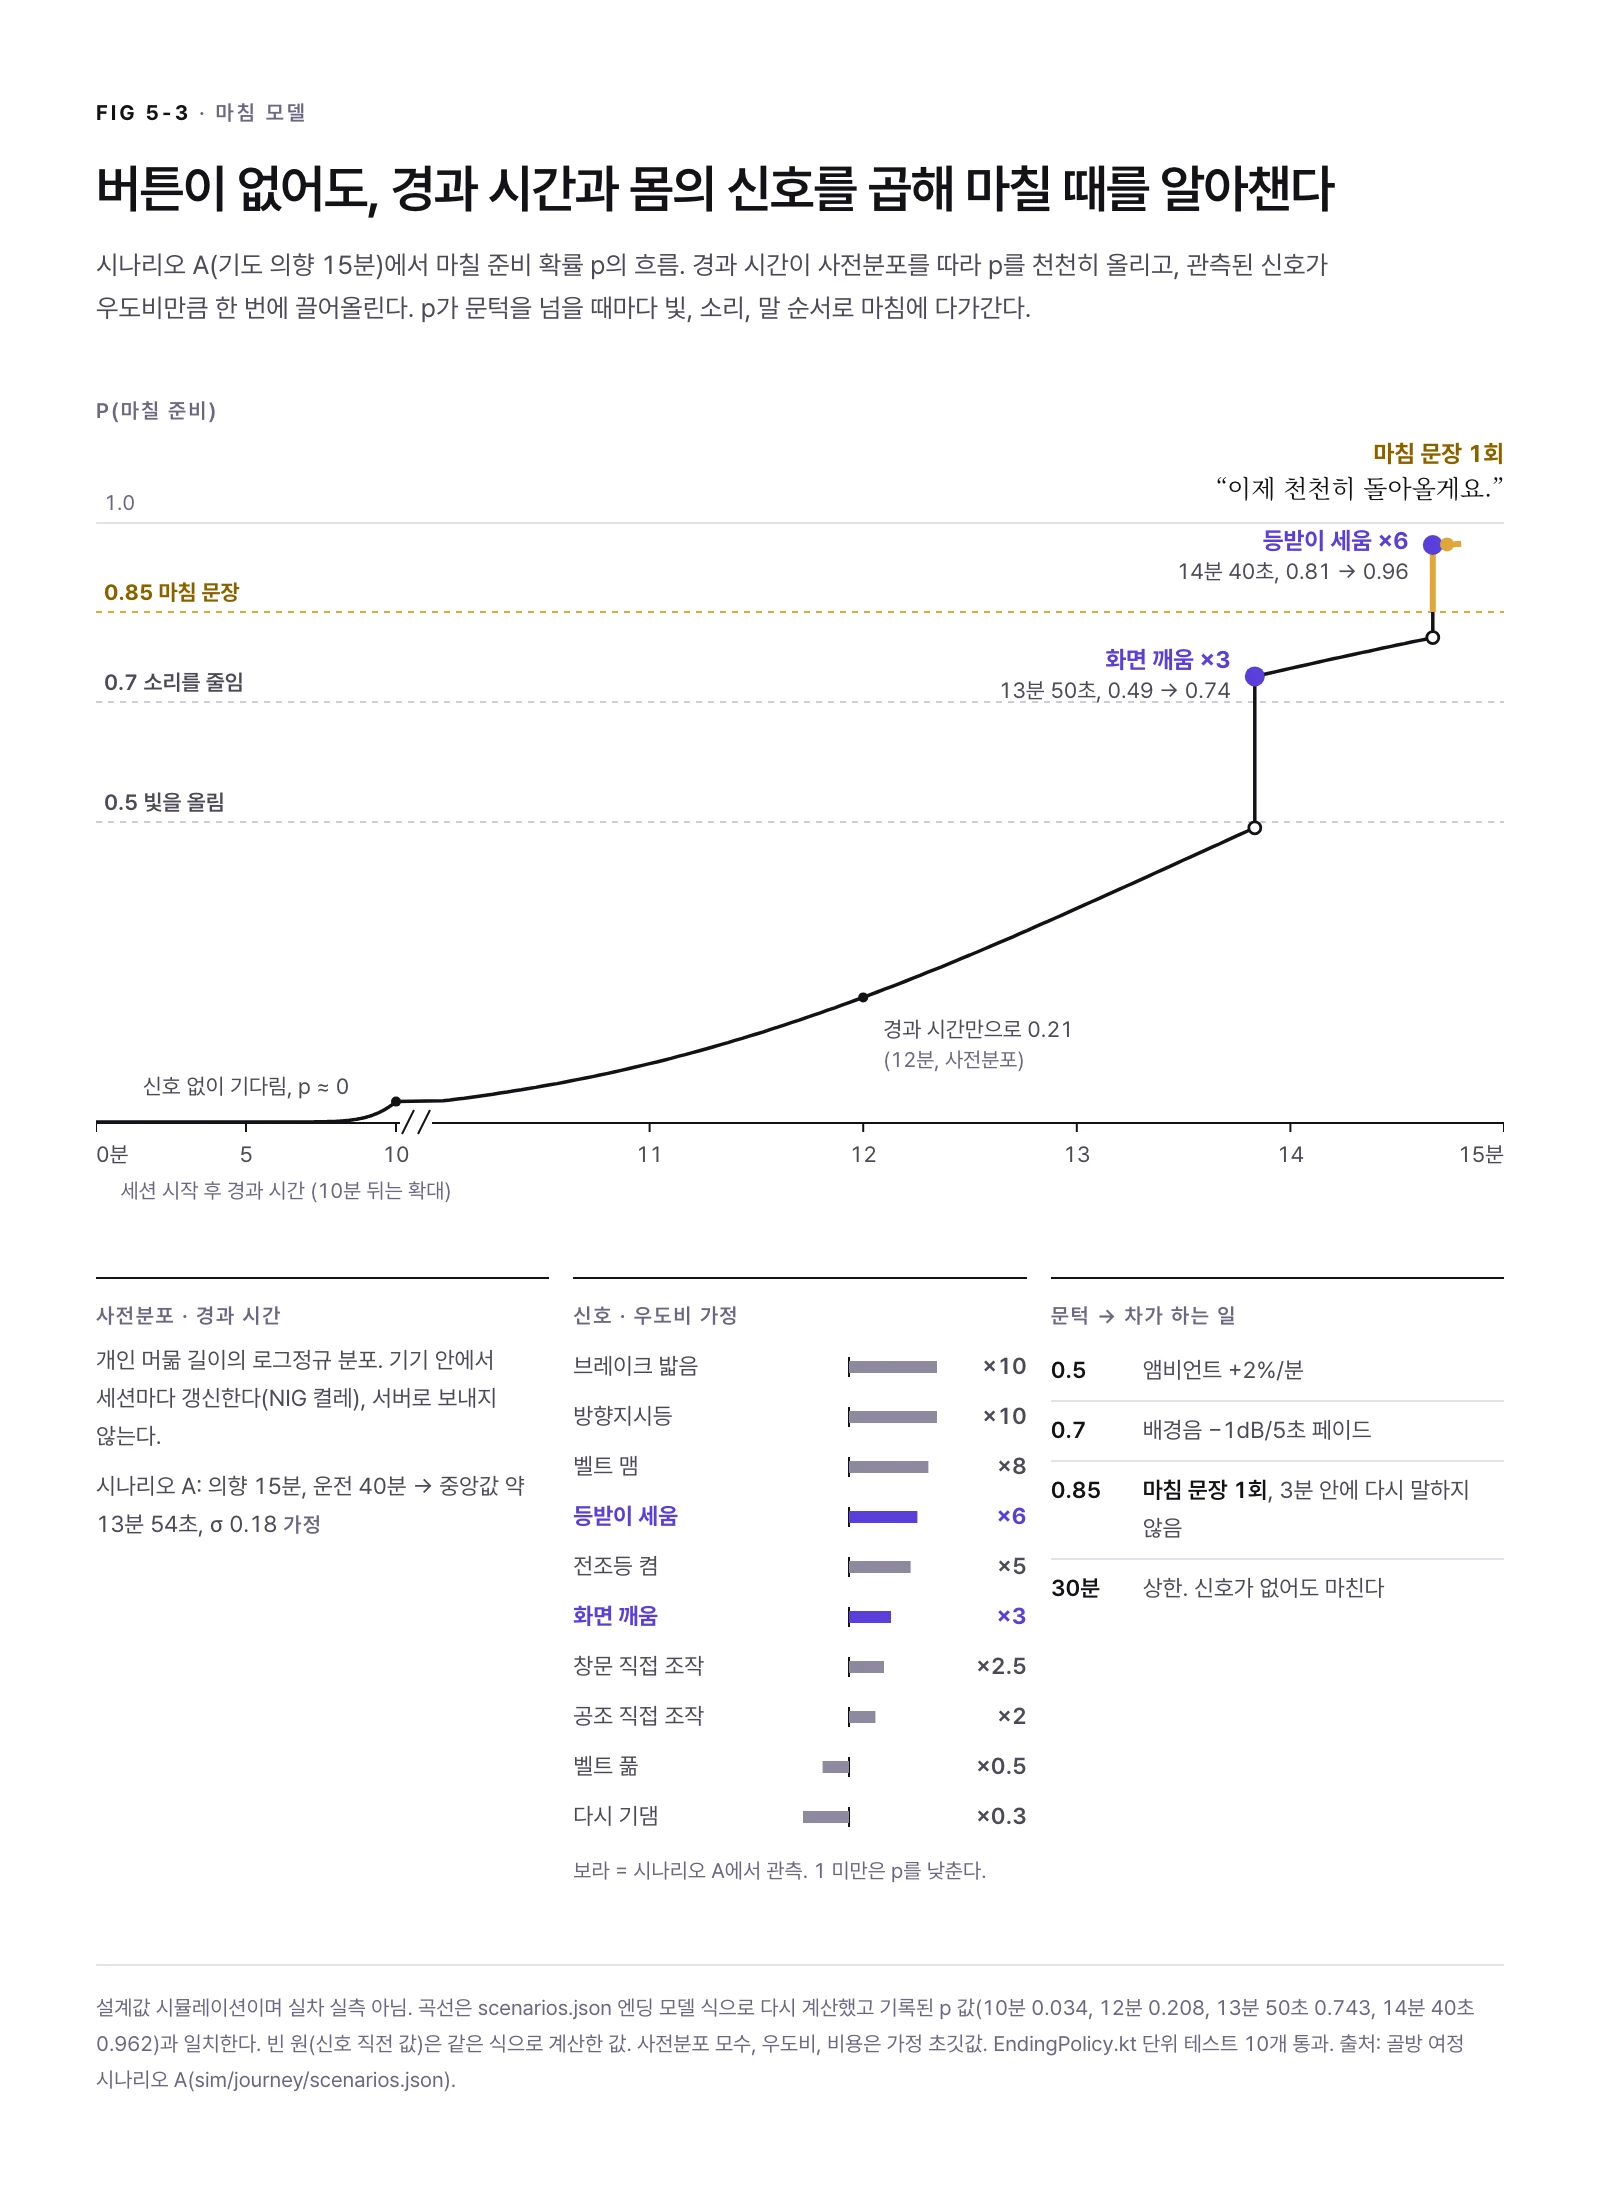 FIG 5-3 · 마침 모델
버튼이 없어도, 경과 시간과 몸의 신호를 곱해 마칠 때를 알아챈다
시나리오 A(기도 의향 15분)에서 마칠 준비 확률 p의 흐름. 경과 시간이 사전분포를 따라 p를 천천히 올리고, 관측된 신호가
우도비만큼 한 번에 끌어올린다. p가 문턱을 넘을 때마다 빛, 소리, 말 순서로 마침에 다가간다.
P(마칠 준비)
마침 문장 1회
“이제 천천히 돌아올게요.”
1.0
등받이 세움 ×6
14분 40초, 0.81 → 0.96
0.85 마침 문장
화면 깨움 ×3
13분 50초, 0.49 → 0.74
0.7 소리를 줄임
0.5 빛을 올림
경과 시간만으로 0.21
(12분, 사전분포)
신호 없이 기다림, p ≈ 0
0분 5 10 11 12 13 14 15분
세션 시작 후 경과 시간 (10분 뒤는 확대)
사전분포 · 경과 시간
개인 머묾 길이의 로그정규 분포. 기기 안에서
세션마다 갱신한다(NIG 켤레), 서버로 보내지
않는다.
시나리오 A: 의향 15분, 운전 40분 → 중앙값 약
13분 54초, σ 0.18 가정
신호 · 우도비 가정
브레이크 밟음 ×10
방향지시등 ×10
벨트 맴 ×8
등받이 세움 ×6
전조등 켬 ×5
화면 깨움 ×3
창문 직접 조작 ×2.5
공조 직접 조작 ×2
벨트 풂 ×0.5
다시 기댐 ×0.3
보라 = 시나리오 A에서 관측. 1 미만은 p를 낮춘다.
문턱 → 차가 하는 일
0.5 앰비언트 +2%/분
0.7 배경음 −1dB/5초 페이드
0.85 마침 문장 1회, 3분 안에 다시 말하지
않음
30분 상한. 신호가 없어도 마친다
설계값 시뮬레이션이며 실차 실측 아님. 곡선은 scenarios.json 엔딩 모델 식으로 다시 계산했고 기록된 p 값(10분 0.034, 12분 0.208, 13분 50초 0.743, 14분 40초
0.962)과 일치한다. 빈 원(신호 직전 값)은 같은 식으로 계산한 값. 사전분포 모수, 우도비, 비용은 가정 초깃값. EndingPolicy.kt 단위 테스트 10개 통과. 출처: 골방 여정
시나리오 A(sim/journey/scenarios.json).